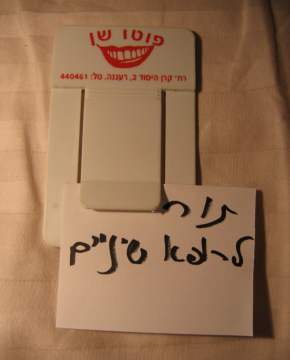 פוטו שן
רח' קרן היסוד 2, רעננה. טל: 440461
תור
לרופא שיניים